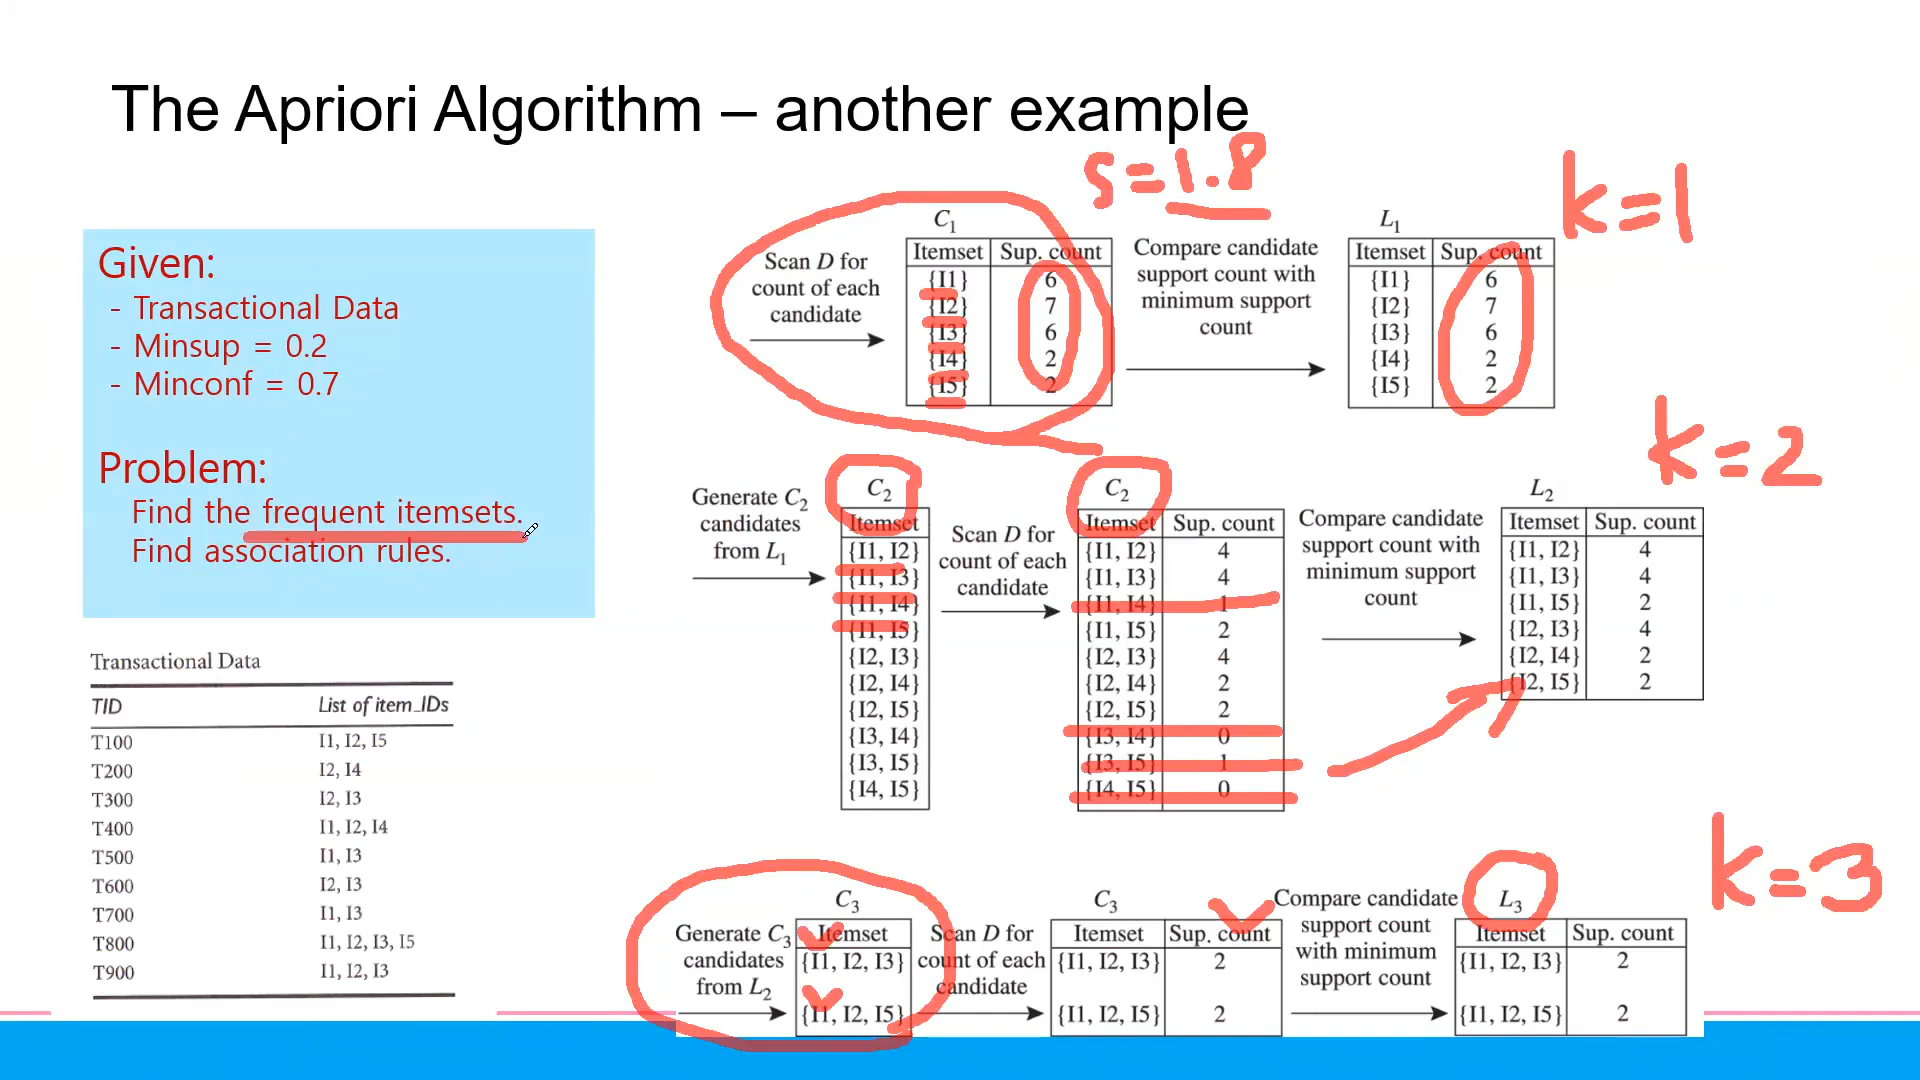 The Apriori Algorithm – another example
s=1.8
k=1
Given:
- Transactional Data
- Minsup = 0.2
- Minconf = 0.7
Problem:
Find the frequent itemsets.
Find association rules.
Scan D for
count of each
candidate
C1
Itemset Sup. count
{I1} 6
{I2} 7
{I3} 6
{I4} 2
{I5} 2
Compare candidate
support count with
minimum support
count
L1
Itemset Sup. count
{I1} 6
{I2} 7
{I3} 6
{I4} 2
{I5} 2
k=2
Generate C2
candidates
from L1
C2
Itemset
{I1, I2}
{I1, I3}
{I1, I4}
{I1, I5}
{I2, I3}
{I2, I4}
{I2, I5}
{I3, I4}
{I3, I5}
{I4, I5}
Scan D for
count of each
candidate
C2
Itemset Sup. count
{I1, I2} 4
{I1, I3} 4
{I1, I4} 1
{I1, I5} 2
{I2, I3} 4
{I2, I4} 2
{I2, I5} 2
{I3, I4} 0
{I3, I5} 1
{I4, I5} 0
Compare candidate
support count with
minimum support
count
L2
Itemset Sup. count
{I1, I2} 4
{I1, I3} 4
{I1, I5} 2
{I2, I3} 4
{I2, I4} 2
{I2, I5} 2
Transactional Data
TID List of item_IDs
T100 I1, I2, I5
T200 I2, I4
T300 I2, I3
T400 I1, I2, I4
T500 I1, I3
T600 I2, I3
T700 I1, I3
T800 I1, I2, I3, I5
T900 I1, I2, I3
k=3
Generate C3
candidates
from L2
C3
Itemset
{I1, I2, I3}
{I1, I2, I5}
Scan D for
count of each
candidate
C3
Itemset Sup. count
{I1, I2, I3} 2
{I1, I2, I5} 2
Compare candidate
support count
with minimum
support count
L3
Itemset Sup. count
{I1, I2, I3} 2
{I1, I2, I5} 2